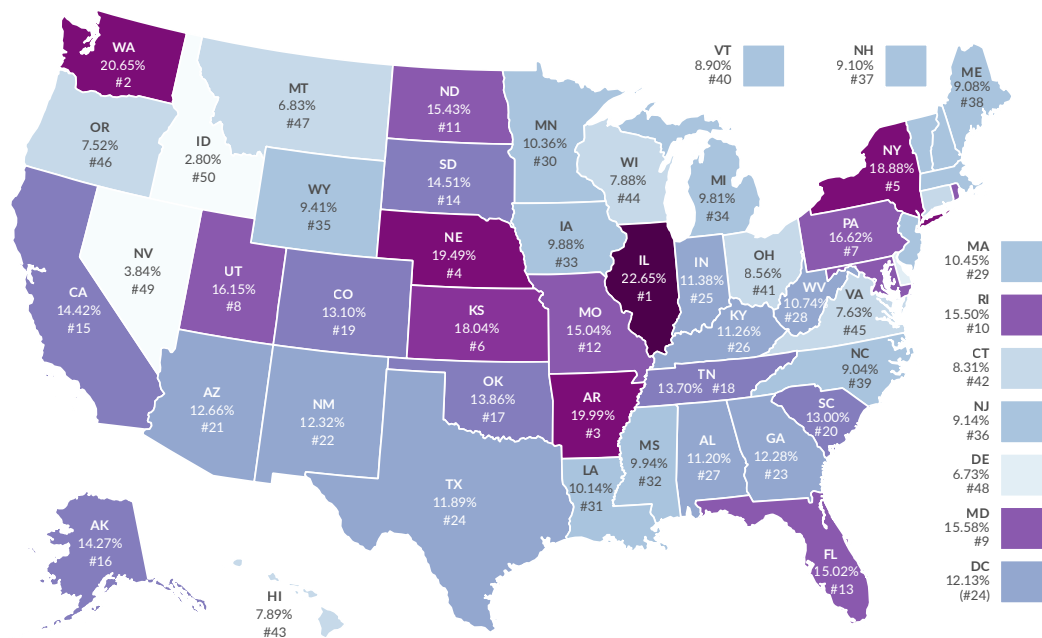 WA
20.65%
#2
MT
6.83%
#47
ND
15.43%
#11
VT
8.90%
#40
NH
9.10%
#37
ME
9.08%
#38
OR
7.52%
#46
ID
2.80%
#50
MN
10.36%
#30
SD
14.51%
#14
WI
7.88%
#44
NY
18.88%
#5
WY
9.41%
#35
MI
9.81%
#34
IA
9.88%
#33
NE
19.49%
#4
PA
16.62%
#7
NV
3.84%
#49
UT
16.15%
#8
IL
22.65%
#1
IN
11.38%
#25
OH
8.56%
#41
MA
10.45%
#29
CA
14.42%
#15
CO
13.10%
#19
KS
18.04%
#6
MO
15.04%
#12
WV
10.74%
#28
VA
7.63%
#45
RI
15.50%
#10
KY
11.26%
#26
CT
8.31%
#42
NC
9.04%
#39
TN
13.70% #18
AZ
12.66%
#21
NM
12.32%
#22
OK
13.86%
#17
AR
19.99%
#3
SC
13.00%
#20
NJ
9.14%
#36
MS
9.94%
#32
AL
11.20%
#27
GA
12.28%
#23
DE
6.73%
#48
LA
10.14%
#31
TX
11.89%
#24
MD
15.58%
#9
AK
14.27%
#16
FL
15.02%
#13
DC
12.13%
(#24)
HI
7.89%
#43